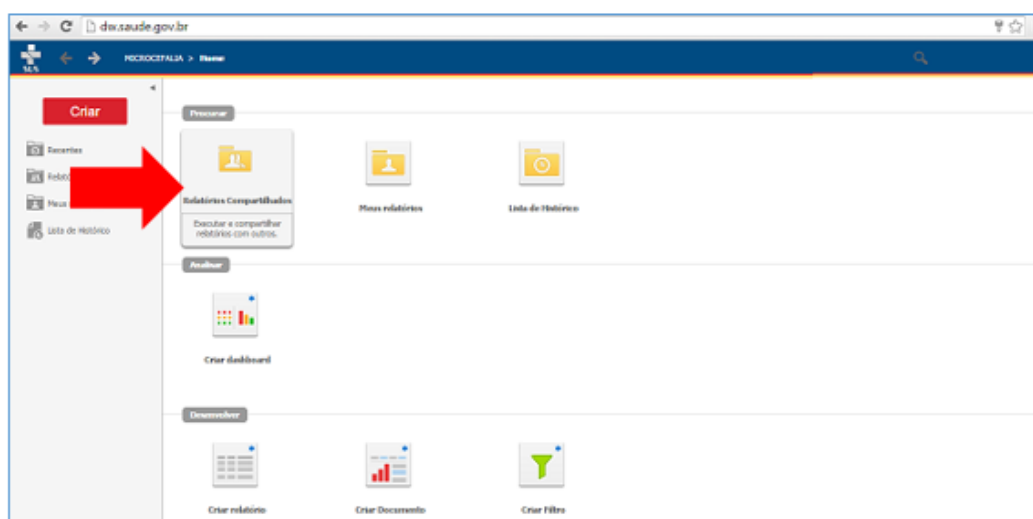 dw.saude.gov.br
SUS
MICROCEFALIA > Home
Criar
Procurar
Recentes
Meus
Lista de Histórico
Relatórios Compartilhados
Executar e compartilhar
relatórios com outros.
Meus relatórios
Lista de Histórico
Analisar
Criar dashboard
Desenvolver
Criar relatório
Criar Documento
Criar Filtro